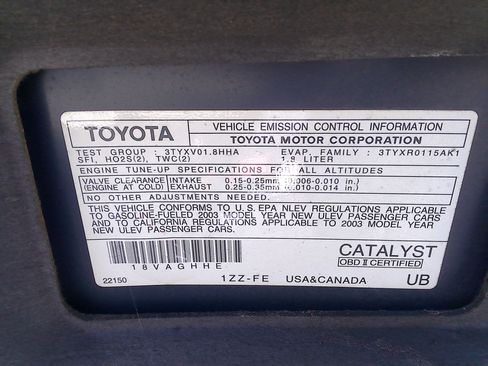 TOYOTA
VEHICLE EMISSION CONTROL INFORMATION
TOYOTA MOTOR CORPORATION
TEST GROUP : 3TYXV01.8HHA EVAP. FAMILY : 3TYXR0115AK1
SFI, HO2S(2), TWC(2) 1.8 LITER
ENGINE TUNE-UP SPECIFICATIONS FOR ALL ALTITUDES
VALVE CLEARANCE INTAKE 0.15-0.25mm (0.006-0.010 in.)
(ENGINE AT COLD) EXHAUST 0.25-0.35mm (0.010-0.014 in.)
NO OTHER ADJUSTMENTS NEEDED.
THIS VEHICLE CONFORMS TO U.S. EPA NLEV REGULATIONS APPLICABLE
TO GASOLINE-FUELED 2003 MODEL YEAR NEW ULEV PASSENGER CARS
AND TO CALIFORNIA REGULATIONS APPLICABLE TO 2003 MODEL YEAR
NEW ULEV PASSENGER CARS.
CATALYST
OBD II CERTIFIED
18VAGHHE
22150 1ZZ-FE USA&CANADA UB